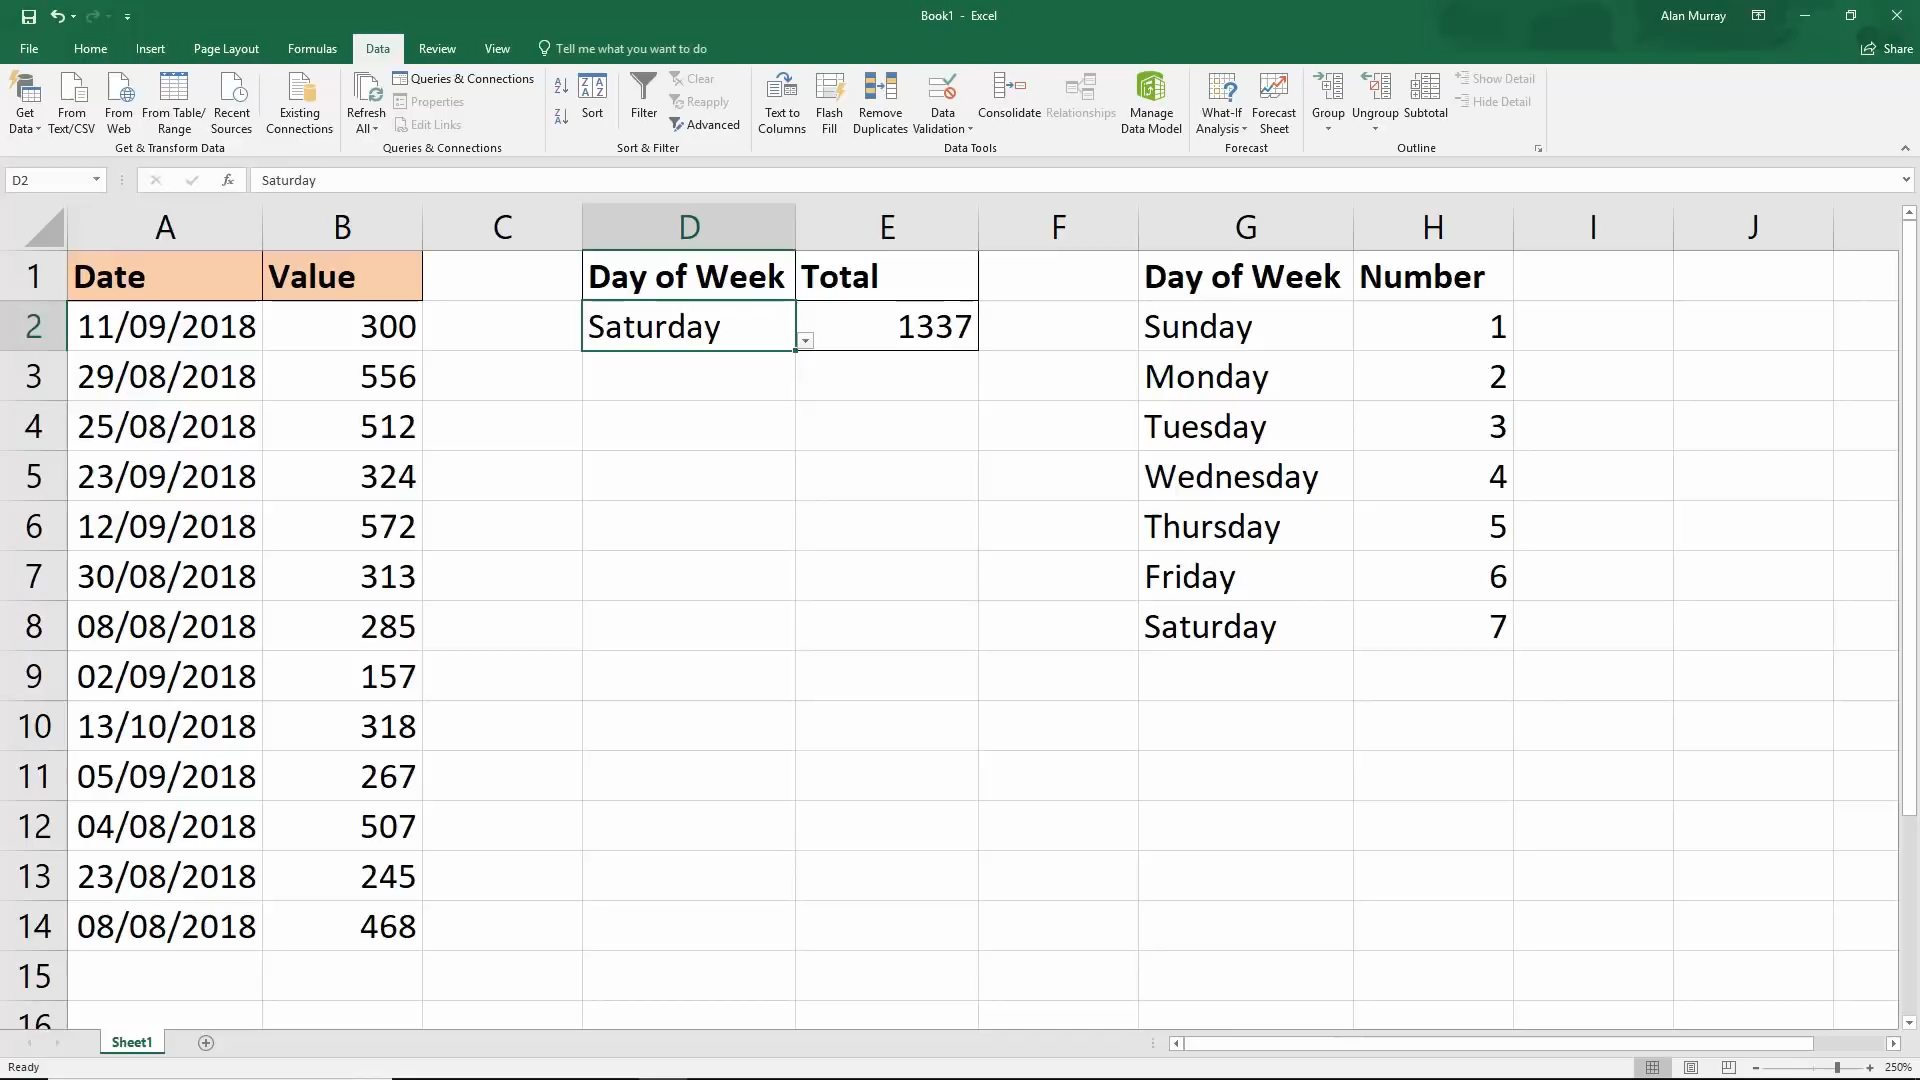 Book1 - Excel
Alan Murray
File Home Insert Page Layout Formulas Data Review View Tell me what you want to do Share
Get Data
From Text/CSV
From Web
From Table/ Range
Recent Sources
Existing Connections
Get & Transform Data
Refresh All
Queries & Connections
Properties
Edit Links
Queries & Connections
Sort
Filter
Clear
Reapply
Advanced
Sort & Filter
Text to Columns
Flash Fill
Remove Duplicates
Data Validation
Consolidate
Relationships
Manage Data Model
Data Tools
What-If Analysis
Forecast Sheet
Forecast
Group
Ungroup
Subtotal
Show Detail
Hide Detail
Outline
D2 fx Saturday
A B C D E F G H I J
1 Date Value Day of Week Total Day of Week Number
2 11/09/2018 300 Saturday 1337 Sunday 1
3 29/08/2018 556 Monday 2
4 25/08/2018 512 Tuesday 3
5 23/09/2018 324 Wednesday 4
6 12/09/2018 572 Thursday 5
7 30/08/2018 313 Friday 6
8 08/08/2018 285 Saturday 7
9 02/09/2018 157
10 13/10/2018 318
11 05/09/2018 267
12 04/08/2018 507
13 23/08/2018 245
14 08/08/2018 468
15
16
Sheet1
Ready
250%